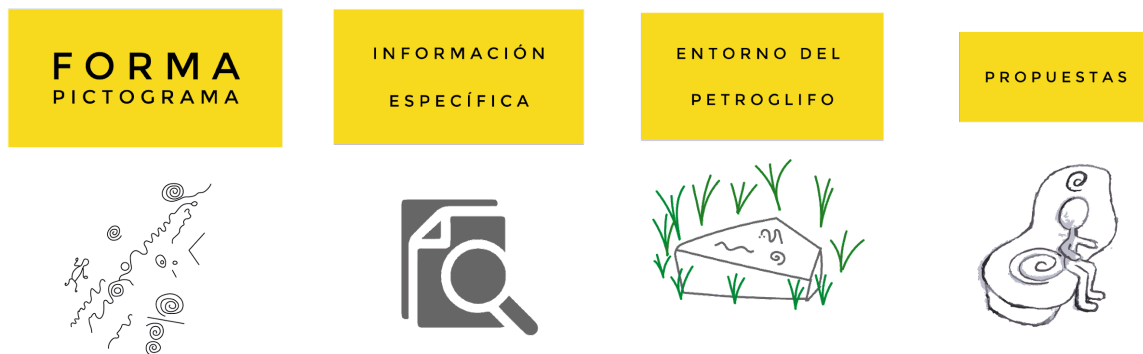 FORMA
PICTOGRAMA
INFORMACIÓN
ESPECÍFICA
ENTORNO DEL
PETROGLIFO
PROPUESTAS